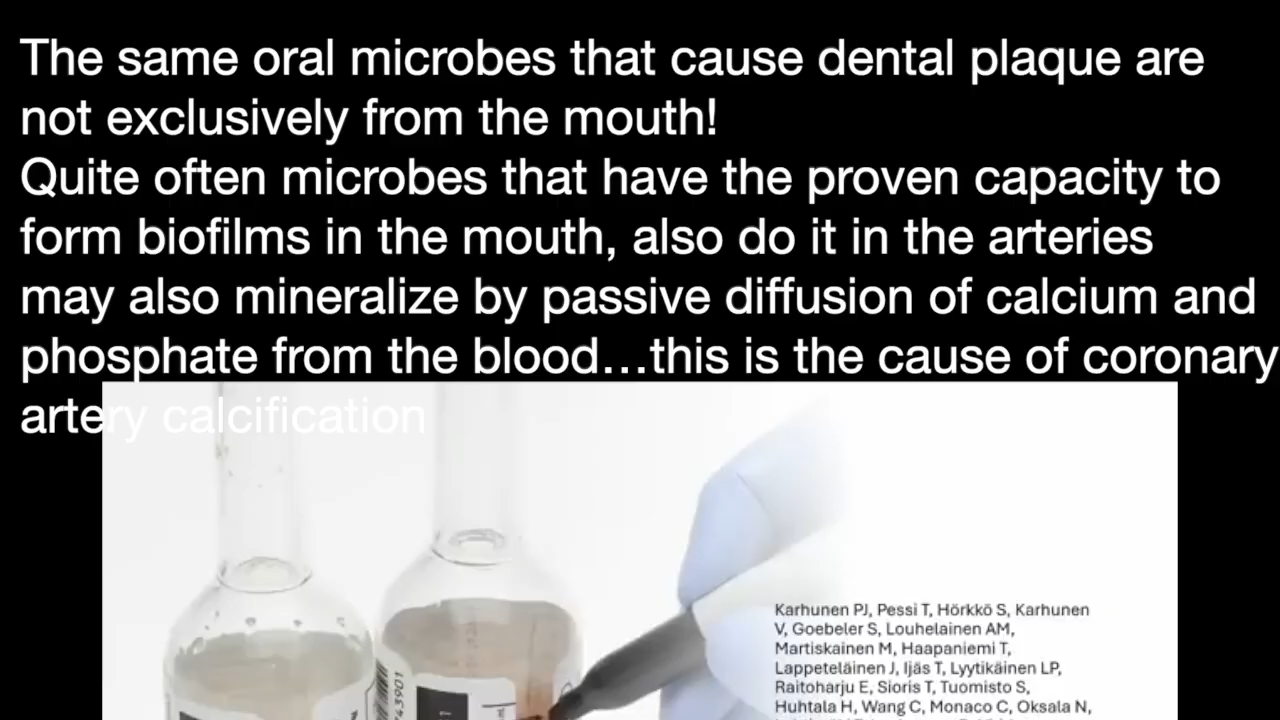 The same oral microbes that cause dental plaque are
not exclusively from the mouth!
Quite often microbes that have the proven capacity to
form biofilms in the mouth, also do it in the arteries
may also mineralize by passive diffusion of calcium and
phosphate from the blood...this is the cause of coronary
artery calcification
Karhunen PJ, Pessi T, Hörkkö S, Karhunen
V, Goebeler S, Louhelainen AM,
Martiskainen M, Haapaniemi T,
Lappeteläinen J, Ijäs T, Lyytikäinen LP,
Raitoharju E, Sioris T, Tuomisto S,
Huhtala H, Wang C, Monaco C, Oksala N,
743901